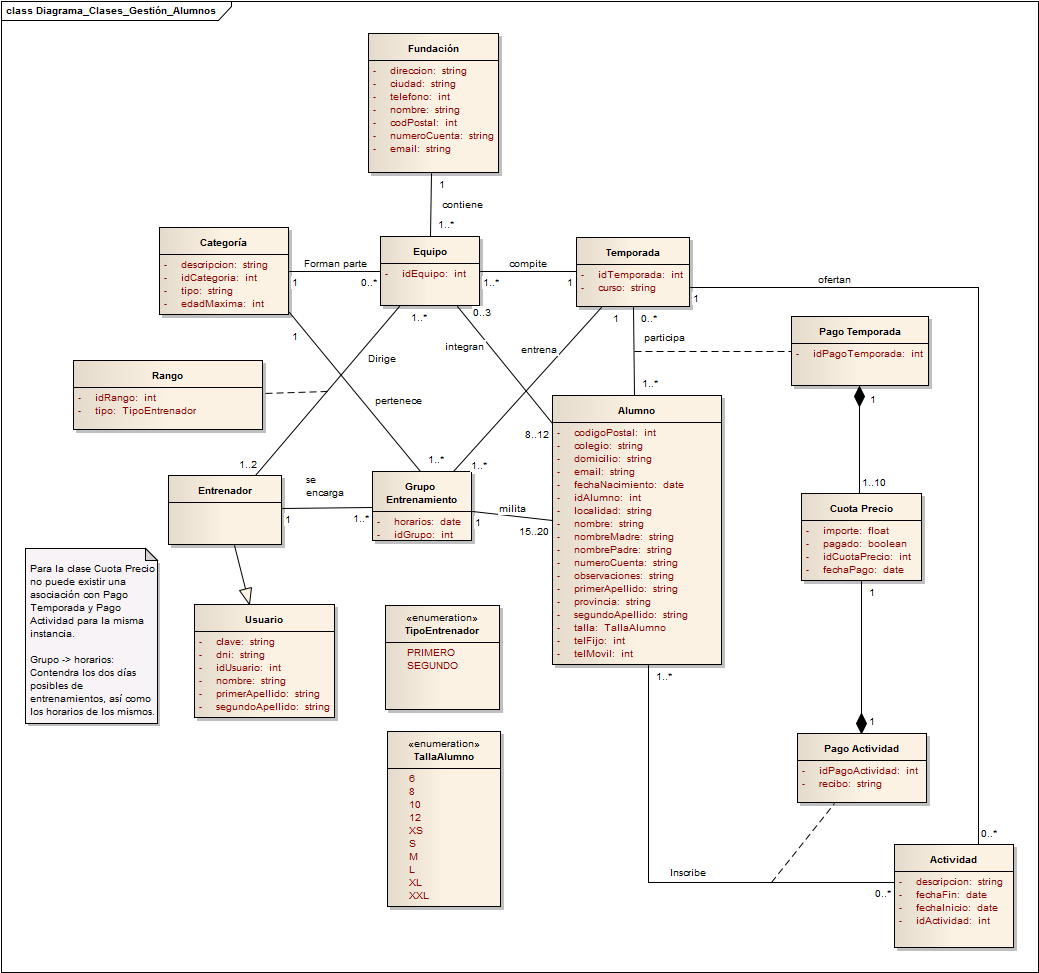 class Diagrama_Clases_Gestión_Alumnos
Fundación
- direccion: string
- ciudad: string
- telefono: int
- nombre: string
- codPostal: int
- numeroCuenta: string
- email: string
1
contiene
1..*
Categoría
- descripcion: string
- idCategoria: int
- tipo: string
- edadMaxima: int
Forman parte
1
0..*
Equipo
- idEquipo: int
compite
1..*
1
Temporada
- idTemporada: int
- curso: string
ofertan
1
1
0..*
participa
1..*
Pago Temporada
- idPagoTemporada: int
1
1..*
0..3
integran
entrena
Dirige
1
pertenece
Rango
- idRango: int
- tipo: TipoEntrenador
Alumno
- codigoPostal: int
- colegio: string
- domicilio: string
- email: string
- fechaNacimiento: date
- idAlumno: int
- localidad: string
- nombre: string
- nombreMadre: string
- nombrePadre: string
- numeroCuenta: string
- observaciones: string
- primerApellido: string
- provincia: string
- segundoApellido: string
- talla: TallaAlumno
- telFijo: int
- telMovil: int
8..12
1..2
1..*
1..*
Entrenador
se
encarga
1
1..*
Grupo
Entrenamiento
- horarios: date
- idGrupo: int
milita
1
15..20
1..10
Cuota Precio
- importe: float
- pagado: boolean
- idCuotaPrecio: int
- fechaPago: date
1
Para la clase Cuota Precio
no puede existir una
asociación con Pago
Temporada y Pago
Actividad para la misma
instancia.
Grupo -> horarios:
Contendra los dos días
posibles de
entrenamientos, así como
los horarios de los mismos.
Usuario
- clave: string
- dni: string
- idUsuario: int
- nombre: string
- primerApellido: string
- segundoApellido: string
«enumeration»
TipoEntrenador
PRIMERO
SEGUNDO
1..*
1
Pago Actividad
- idPagoActividad: int
- recibo: string
«enumeration»
TallaAlumno
6
8
10
12
XS
S
M
L
XL
XXL
Inscribe
0..*
0..*
Actividad
- descripcion: string
- fechaFin: date
- fechaInicio: date
- idActividad: int